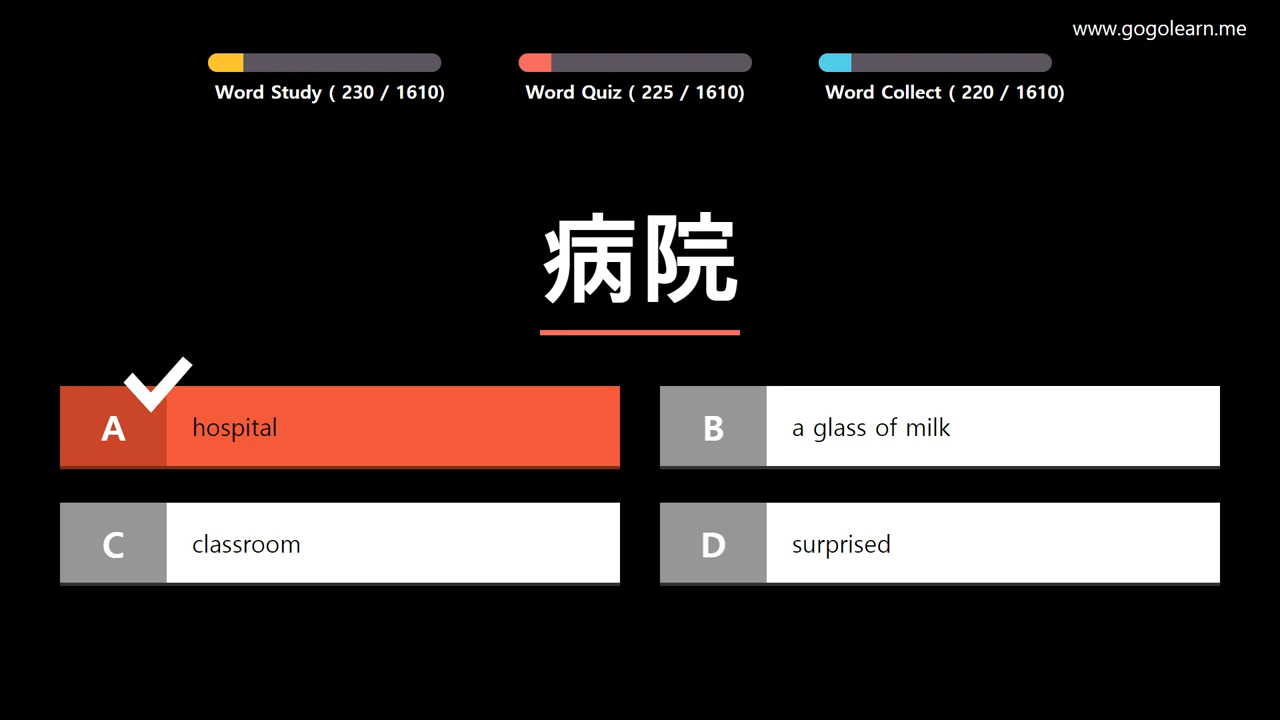 www.gogolearn.me
Word Study ( 230 / 1610)
Word Quiz ( 225 / 1610)
Word Collect ( 220 / 1610)
病院
A hospital
B a glass of milk
C classroom
D surprised